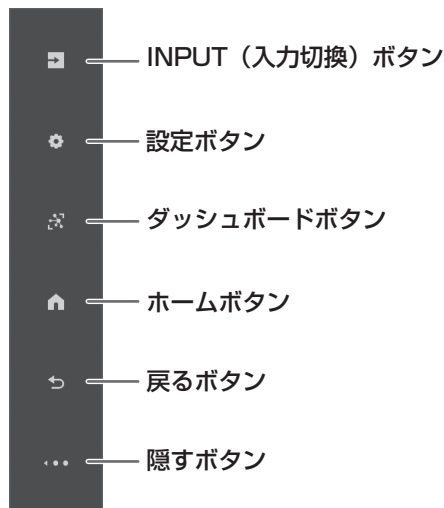 INPUT（入力切換）ボタン
設定ボタン
ダッシュボードボタン
ホームボタン
戻るボタン
隠すボタン